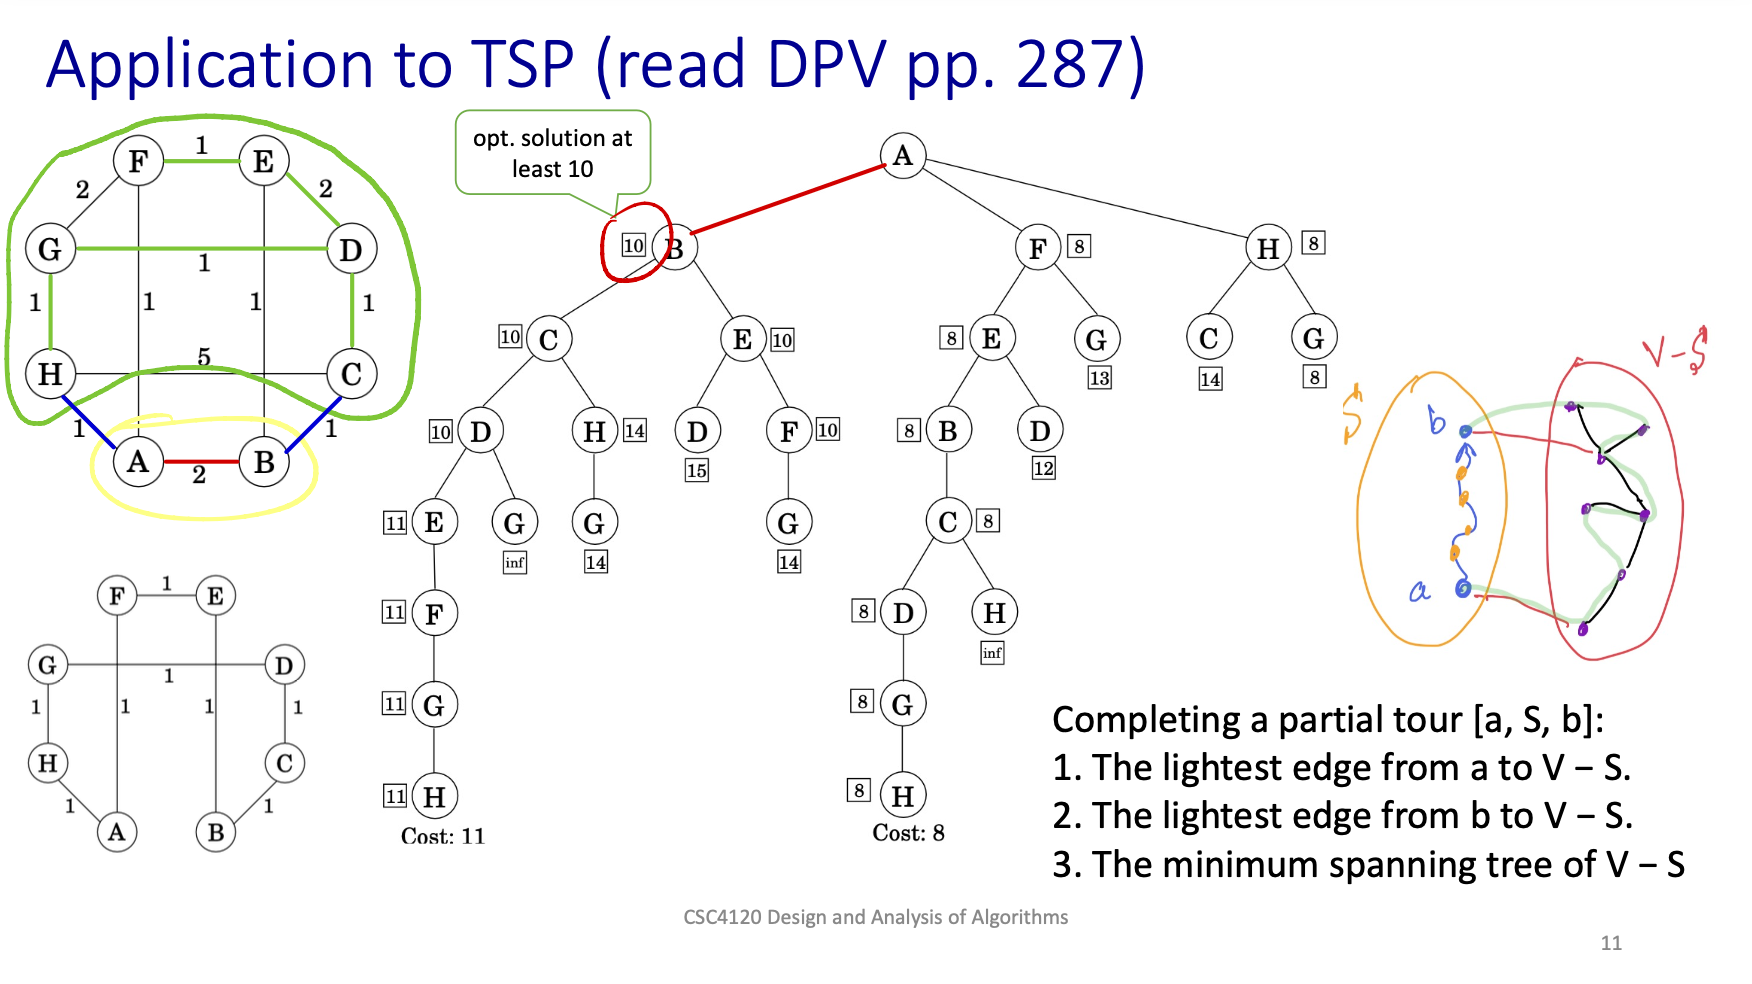 Application to TSP (read DPV pp. 287)
opt. solution at
least 10
F 1 E
2 2
G D
1
1 1 1 1
5
H C
1 1
A 2 B
F 1 E
G D
1
1 1 1 1
H C
1 1
A B
A
10 B
F 8
H 8
10 C
E 10
8 E
G
13
C
14
G
8
10 D
H 14
D
15
F 10
8 B
D
12
11 E
G
inf
G
14
G
14
C 8
11 F
8 D
H
inf
11 G
8 G
11 H
Cost: 11
8 H
Cost: 8
S
V-S
b
a
Completing a partial tour [a, S, b]:
1. The lightest edge from a to V – S.
2. The lightest edge from b to V – S.
3. The minimum spanning tree of V – S
CSC4120 Design and Analysis of Algorithms
11